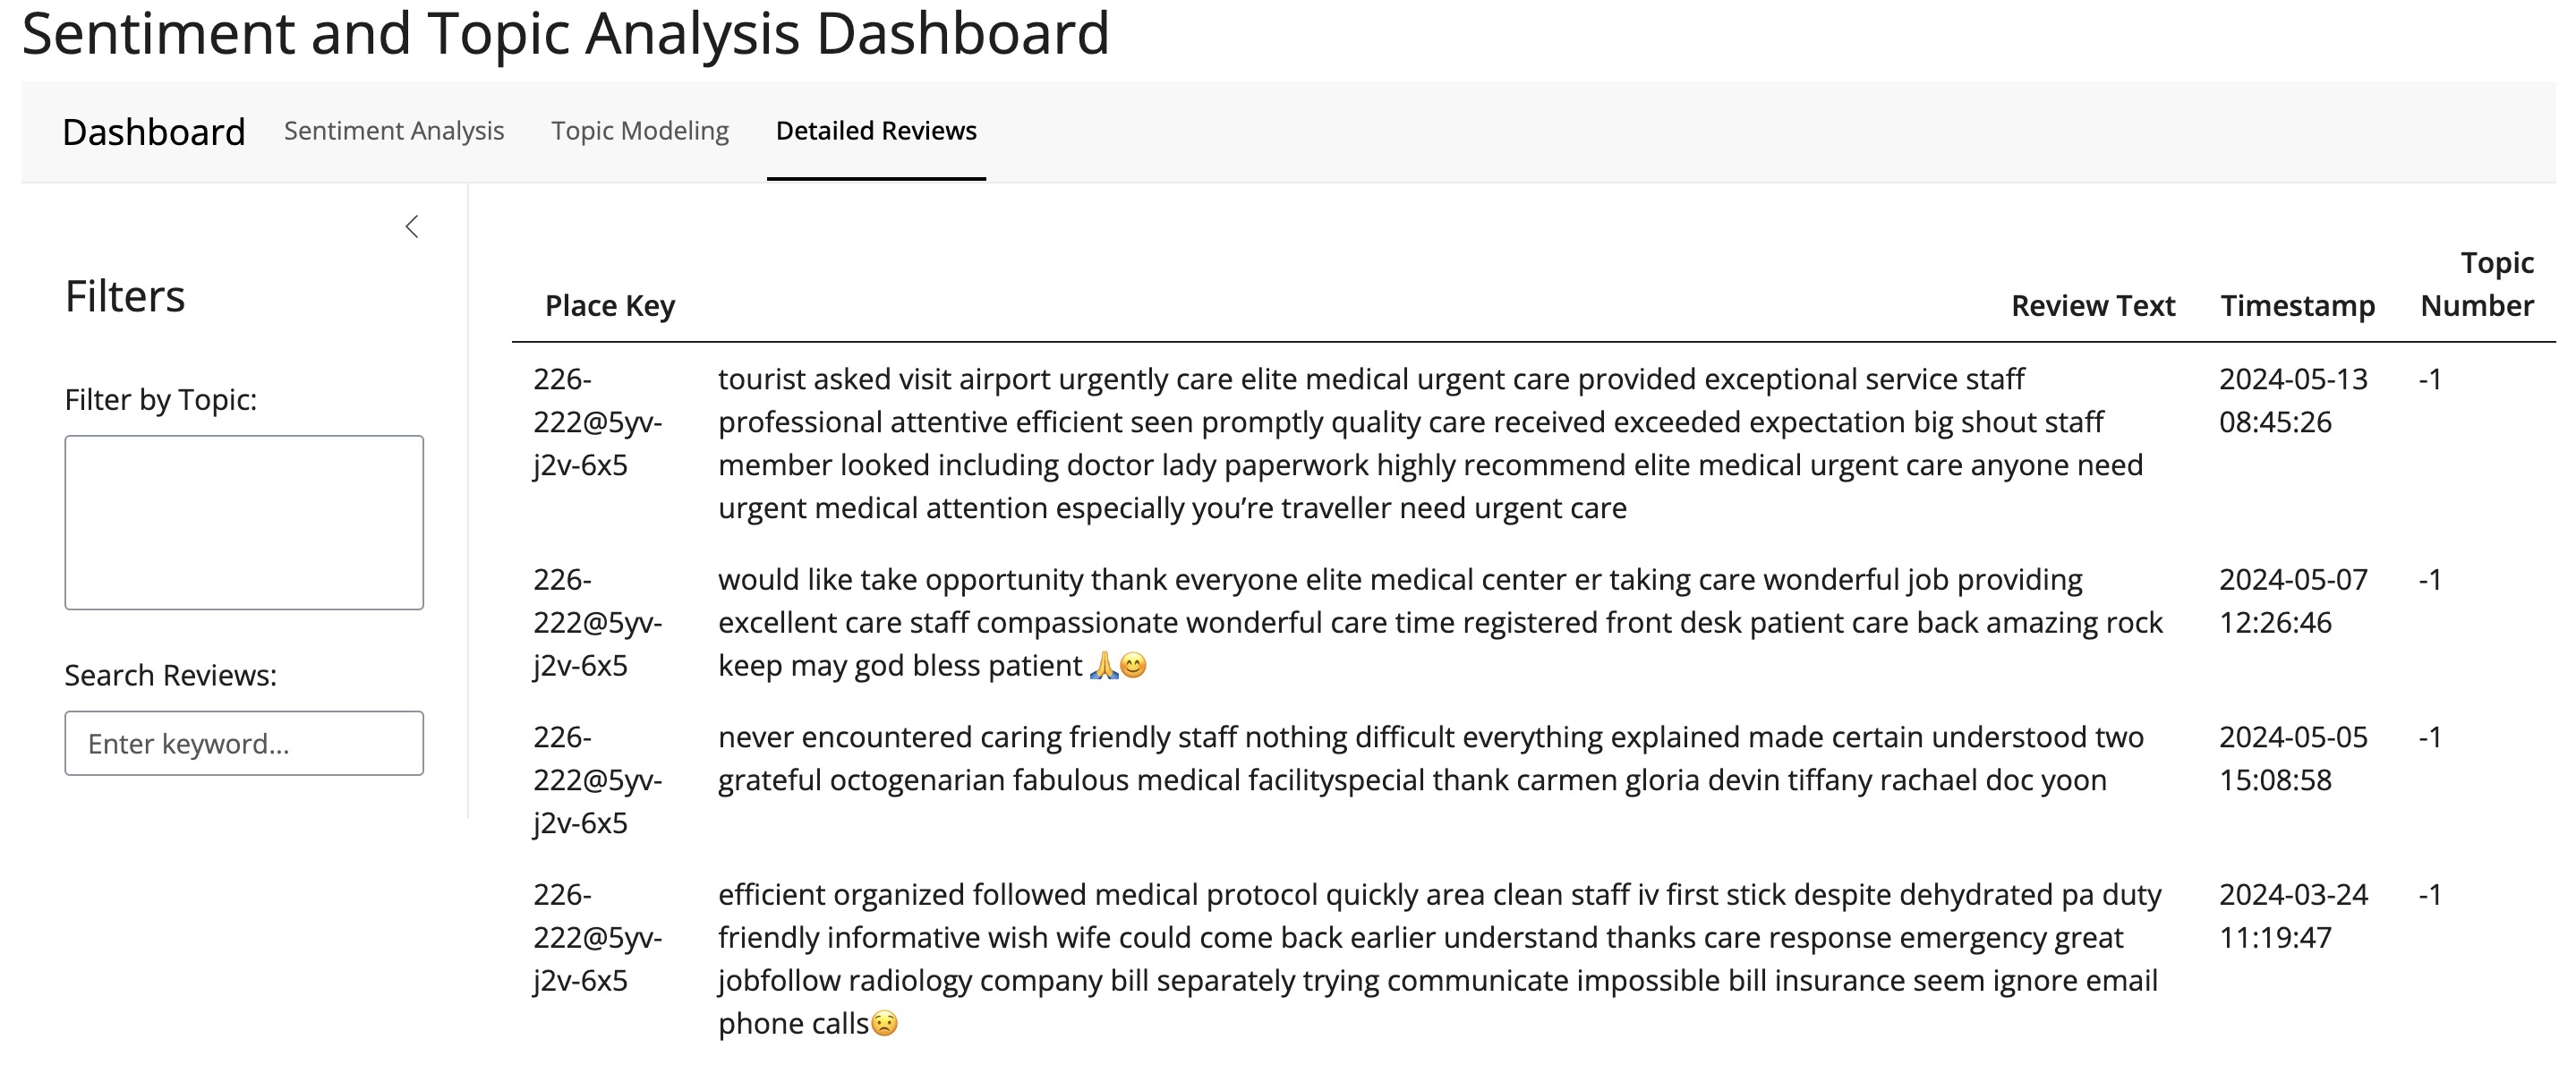 Sentiment and Topic Analysis Dashboard
Dashboard Sentiment Analysis Topic Modeling Detailed Reviews
Filters
Filter by Topic:
Search Reviews:
Enter keyword...
Place Key Review Text Timestamp Topic Number
226-
222@5yv-
j2v-6x5
tourist asked visit airport urgently care elite medical urgent care provided exceptional service staff
professional attentive efficient seen promptly quality care received exceeded expectation big shout staff
member looked including doctor lady paperwork highly recommend elite medical urgent care anyone need
urgent medical attention especially you’re traveller need urgent care
2024-05-13
08:45:26
-1
226-
222@5yv-
j2v-6x5
would like take opportunity thank everyone elite medical center er taking care wonderful job providing
excellent care staff compassionate wonderful care time registered front desk patient care back amazing rock
keep may god bless patient 🙏😊
2024-05-07
12:26:46
-1
226-
222@5yv-
j2v-6x5
never encountered caring friendly staff nothing difficult everything explained made certain understood two
grateful octogenarian fabulous medical facilityspecial thank carmen gloria devin tiffany rachael doc yoon
2024-05-05
15:08:58
-1
226-
222@5yv-
j2v-6x5
efficient organized followed medical protocol quickly area clean staff iv first stick despite dehydrated pa duty
friendly informative wish wife could come back earlier understand thanks care response emergency great
jobfollow radiology company bill separately trying communicate impossible bill insurance seem ignore email
phone calls😟
2024-03-24
11:19:47
-1